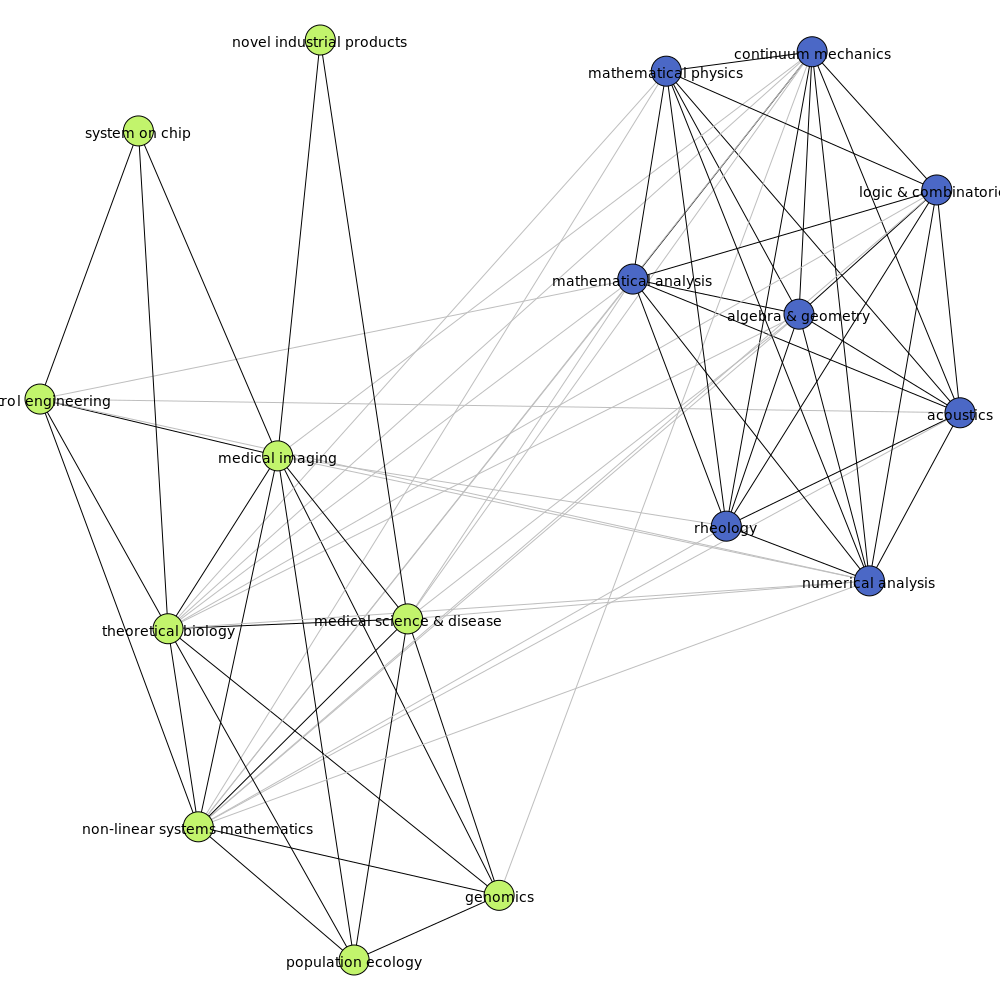 novel industrial products
continuum mechanics
mathematical physics
system on chip
logic & combinatori
mathematical analysis
algebra & geometry
rol engineering
acoustics
medical imaging
rheology
numerical analysis
medical science & disease
theoretical biology
non-linear systems mathematics
genomics
population ecology